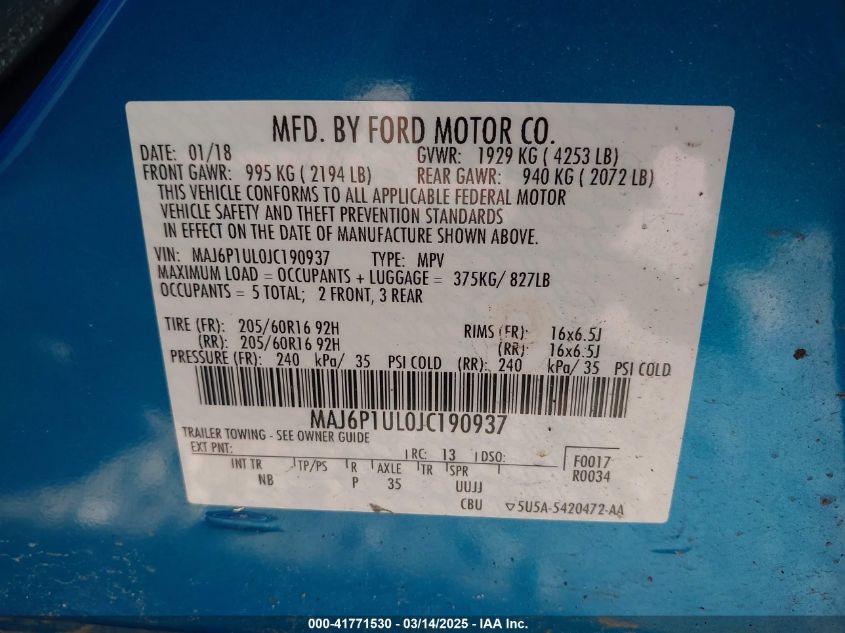 MFD. BY FORD MOTOR CO.
DATE: 01/18 GVWR: 1929 KG ( 4253 LB)
FRONT GAWR: 995 KG ( 2194 LB) REAR GAWR: 940 KG ( 2072 LB)
THIS VEHICLE CONFORMS TO ALL APPLICABLE FEDERAL MOTOR
VEHICLE SAFETY AND THEFT PREVENTION STANDARDS
IN EFFECT ON THE DATE OF MANUFACTURE SHOWN ABOVE.
VIN: MAJ6P1UL0JC190937 TYPE: MPV
MAXIMUM LOAD = OCCUPANTS + LUGGAGE = 375KG/ 827LB
OCCUPANTS = 5 TOTAL; 2 FRONT, 3 REAR
TIRE (FR): 205/60R16 92H RIMS (FR): 16x6.5J
(RR): 205/60R16 92H (RR): 16x6.5J
PRESSURE (FR): 240 kPa/ 35 PSI COLD (RR): 240 kPa/ 35 PSI COLD
MAJ6P1UL0JC190937
TRAILER TOWING - SEE OWNER GUIDE
EXT PNT: RC: 13 DSO: F0017
R0034
INT TR TP/PS R AXLE TR SPR
NB P 35 UUJJ
CBU 5U5A-5420472-AA
000-41771530 - 03/14/2025 - IAA Inc.